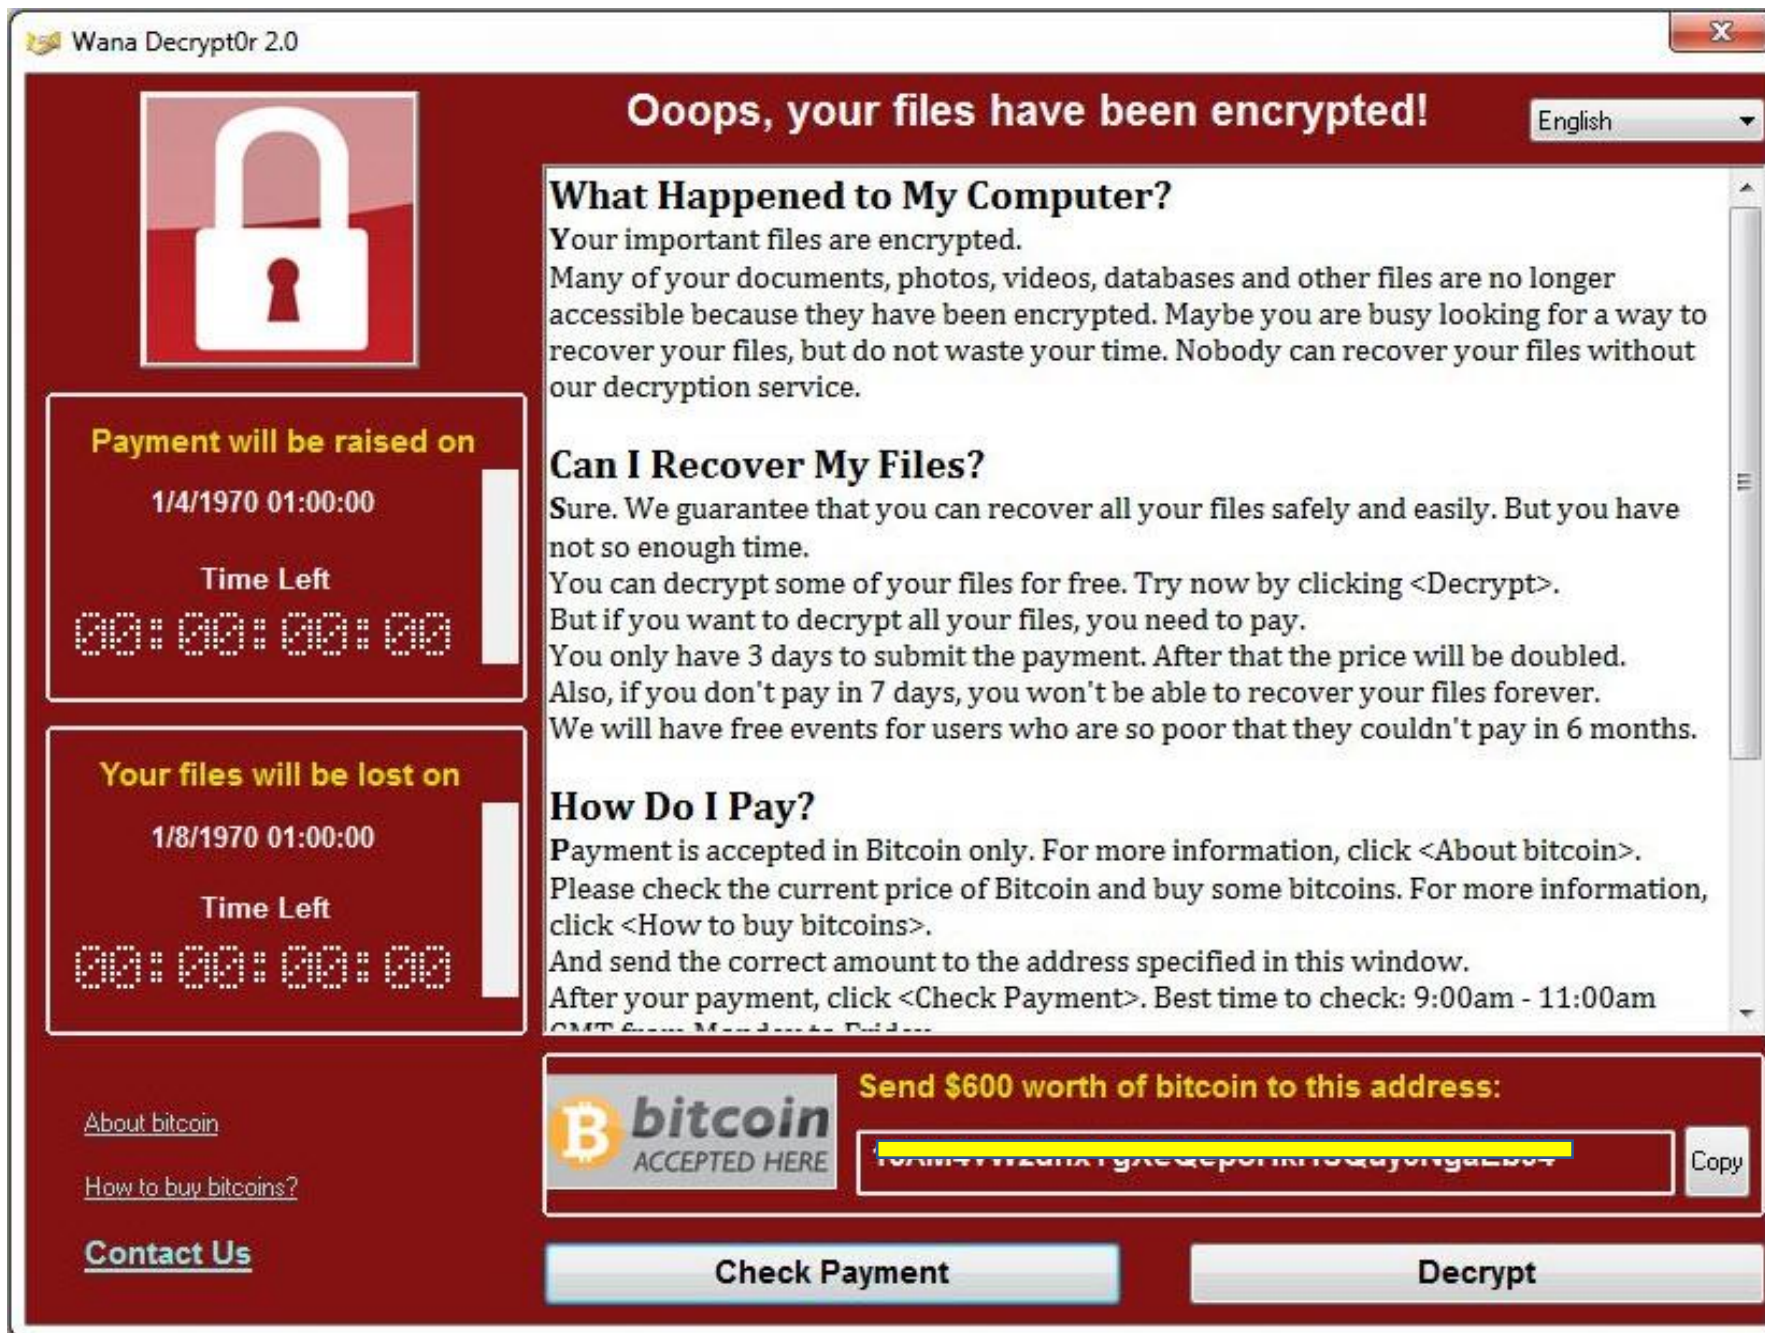 Wana Decrypt0r 2.0
Ooops, your files have been encrypted!
English
What Happened to My Computer?
Your important files are encrypted.
Many of your documents, photos, videos, databases and other files are no longer
accessible because they have been encrypted. Maybe you are busy looking for a way to
recover your files, but do not waste your time. Nobody can recover your files without
our decryption service.
Can I Recover My Files?
Sure. We guarantee that you can recover all your files safely and easily. But you have
not so enough time.
You can decrypt some of your files for free. Try now by clicking <Decrypt>.
But if you want to decrypt all your files, you need to pay.
You only have 3 days to submit the payment. After that the price will be doubled.
Also, if you don't pay in 7 days, you won't be able to recover your files forever.
We will have free events for users who are so poor that they couldn't pay in 6 months.
How Do I Pay?
Payment is accepted in Bitcoin only. For more information, click <About bitcoin>.
Please check the current price of Bitcoin and buy some bitcoins. For more information,
click <How to buy bitcoins>.
And send the correct amount to the address specified in this window.
After your payment, click <Check Payment>. Best time to check: 9:00am - 11:00am
Payment will be raised on
1/4/1970 01:00:00
Time Left
00:00:00:00
Your files will be lost on
1/8/1970 01:00:00
Time Left
00:00:00:00
About bitcoin
How to buy bitcoins?
Contact Us
bitcoin
ACCEPTED HERE
Send $600 worth of bitcoin to this address:
Copy
Check Payment
Decrypt